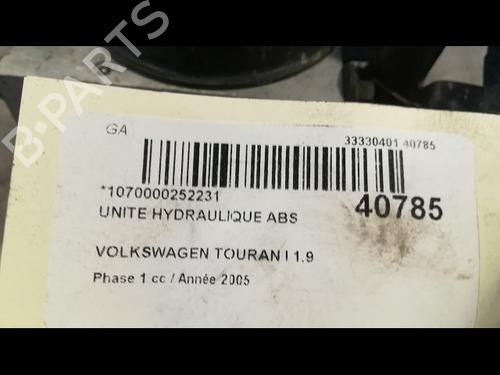 B-PARTS
GA
33330401 40785
*1070000252231
40785
UNITE HYDRAULIQUE ABS
VOLKSWAGEN TOURAN I 1.9
Phase 1 cc / Année 2005